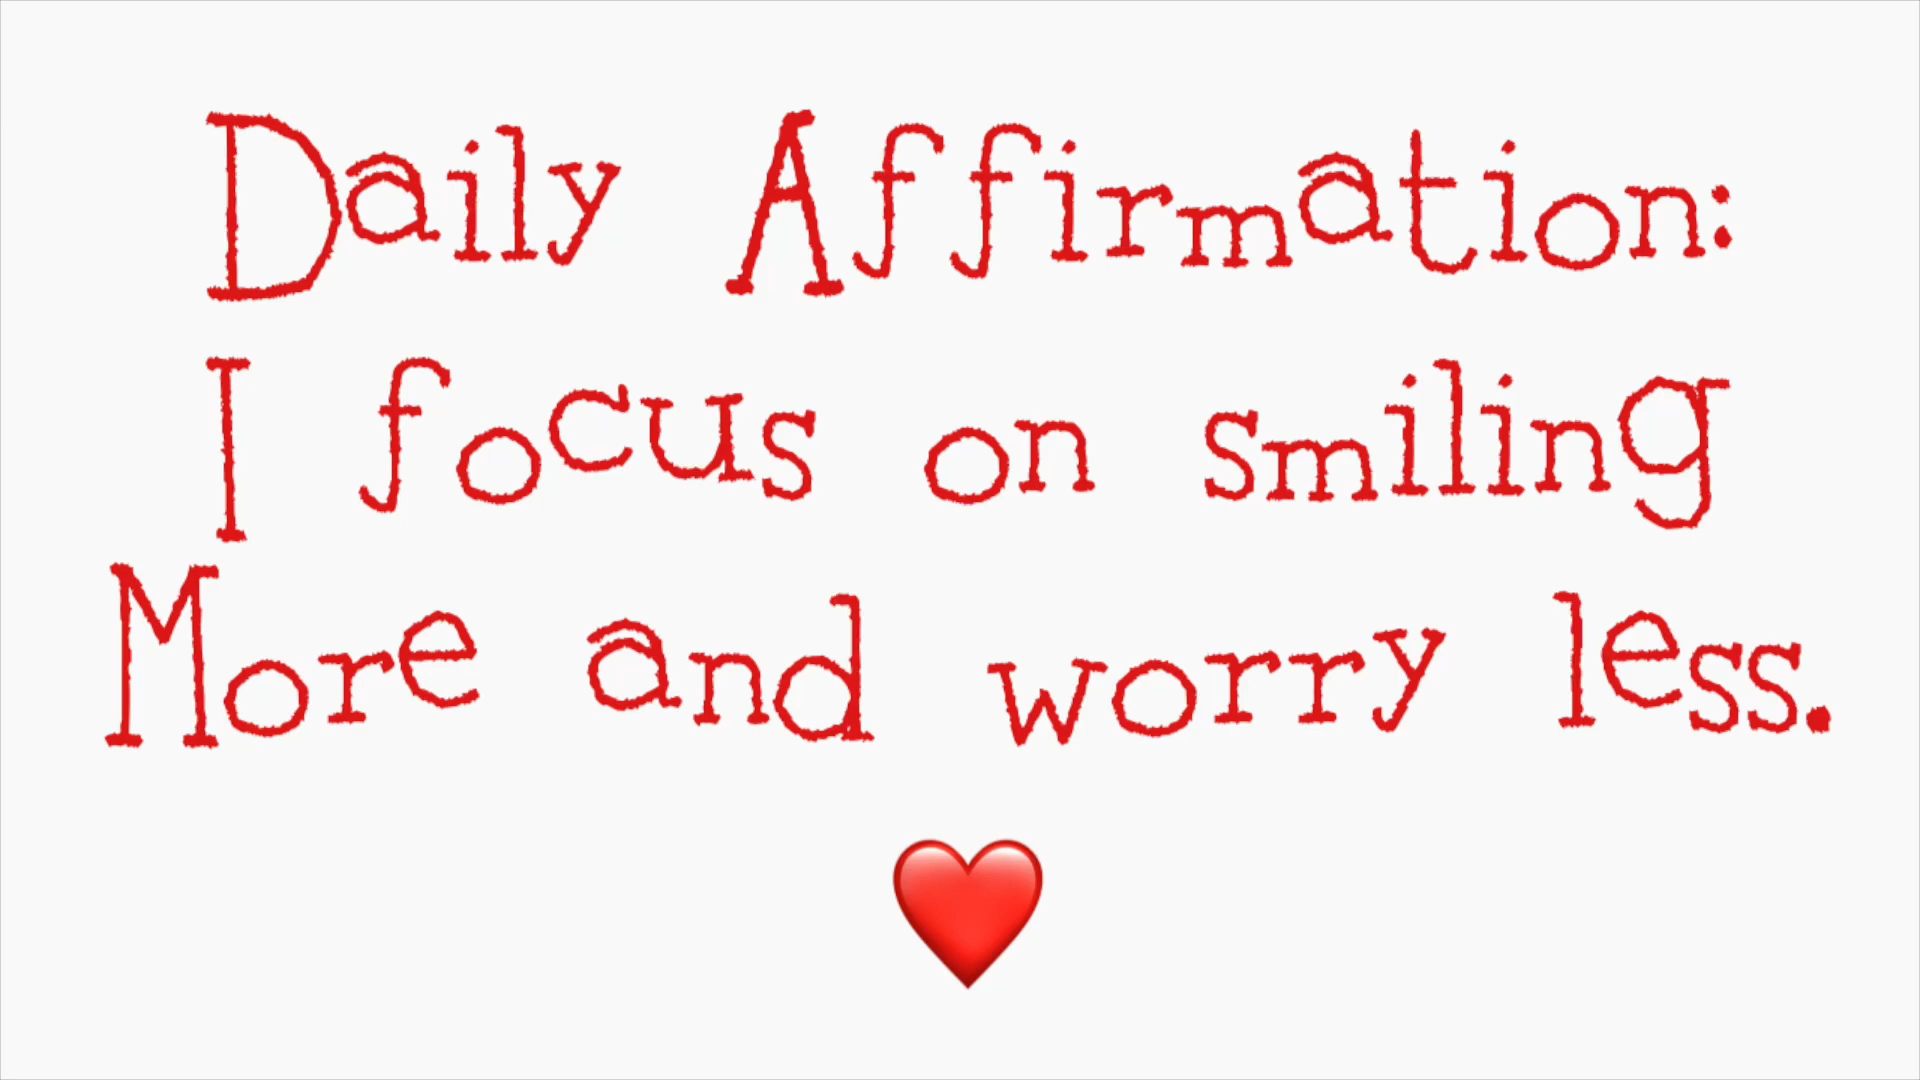 Daily Affirmation:
I focus on smiling
More and worry less.
❤️